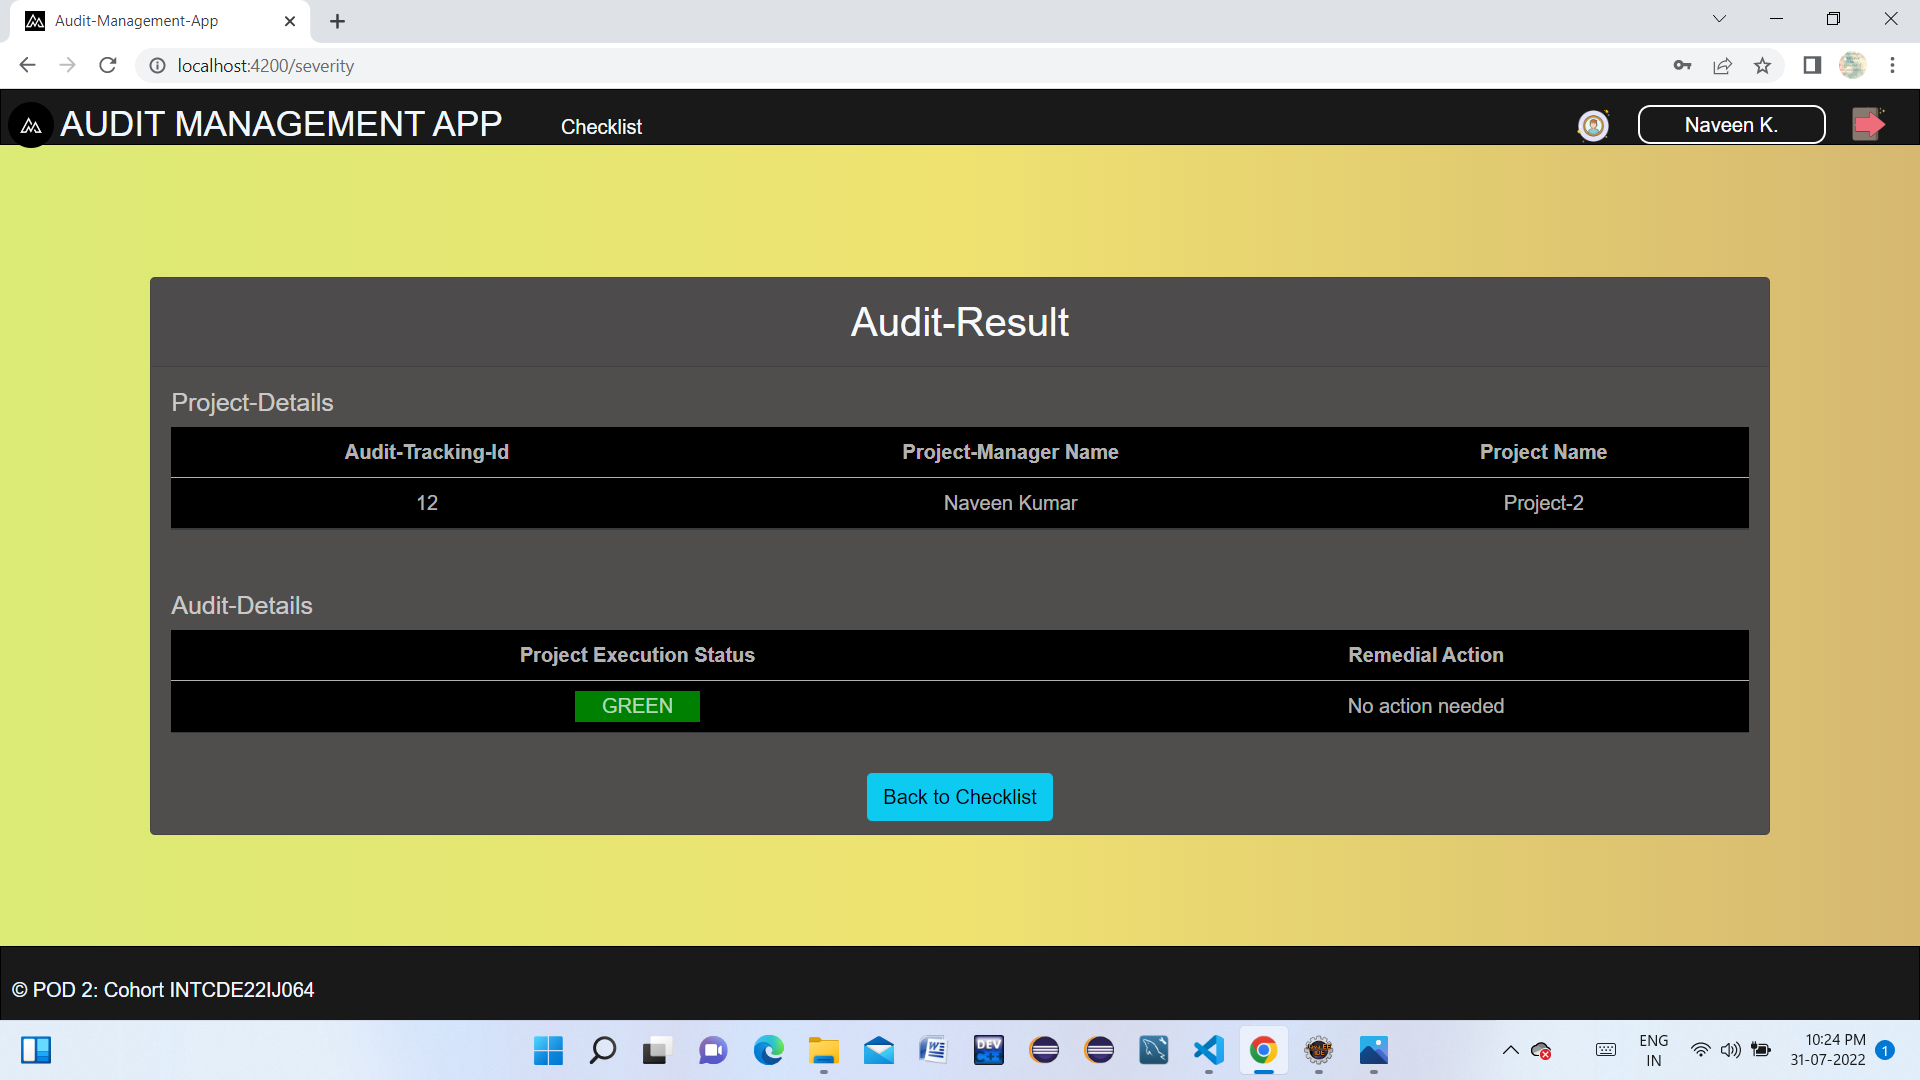 Audit-Management-App
localhost:4200/severity
AUDIT MANAGEMENT APP
Checklist
Naveen K.
Audit-Result
Project-Details
Audit-Tracking-Id Project-Manager Name Project Name
12 Naveen Kumar Project-2
Audit-Details
Project Execution Status Remedial Action
GREEN No action needed
Back to Checklist
© POD 2: Cohort INTCDE22IJ064
DEV
C++
W
ENG
IN
10:24 PM
31-07-2022
1